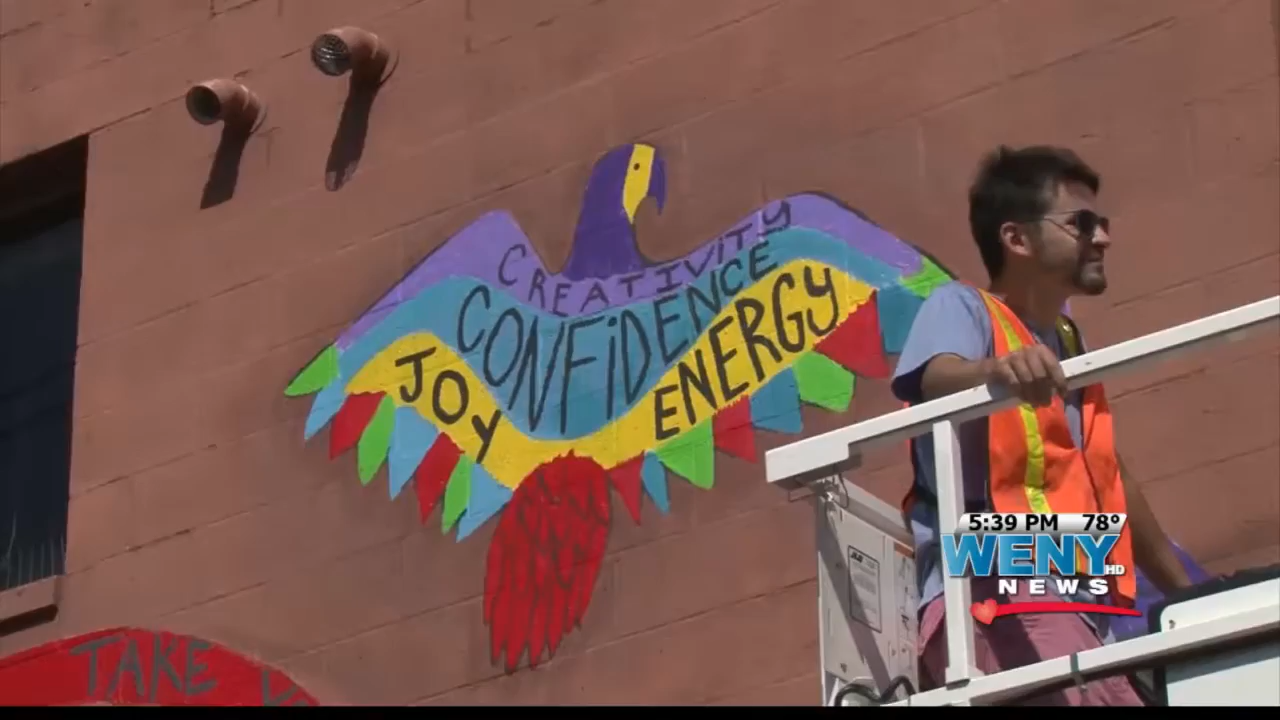 CREATIVITY
CONFiDENCE
JOY ENERGY
TAKE
5:39 PM 78°
WENY HD
NEWS